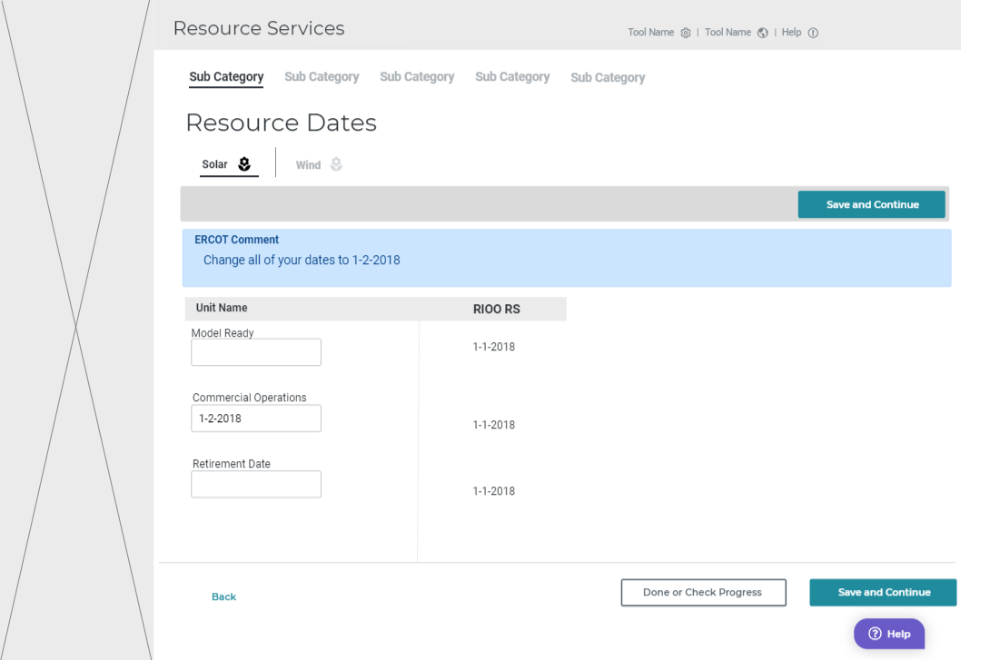 Resource Services
Tool Name | Tool Name | Help
Sub Category Sub Category Sub Category Sub Category Sub Category
Resource Dates
Solar Wind
Save and Continue
ERCOT Comment
Change all of your dates to 1-2-2018
Unit Name RIOO RS
Model Ready
1-1-2018
Commercial Operations
1-2-2018
1-1-2018
Retirement Date
1-1-2018
Back Done or Check Progress Save and Continue
Help